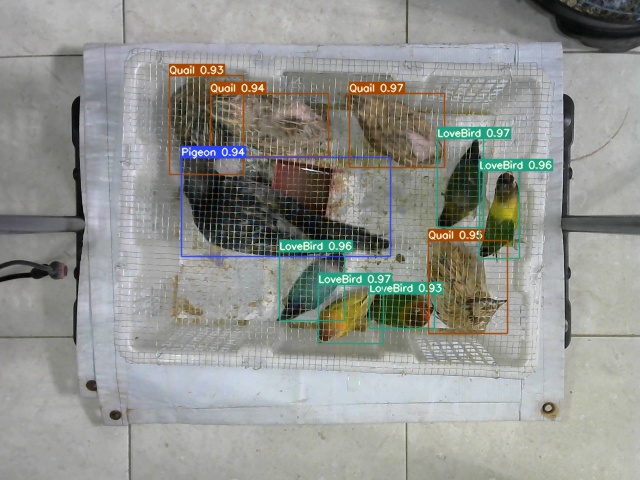 Quail 0.93
Quail 0.94
Quail 0.97
LoveBird 0.97
Pigeon 0.94
LoveBird 0.96
Quail 0.95
LoveBird 0.96
LoveBird 0.97
LoveBird 0.93